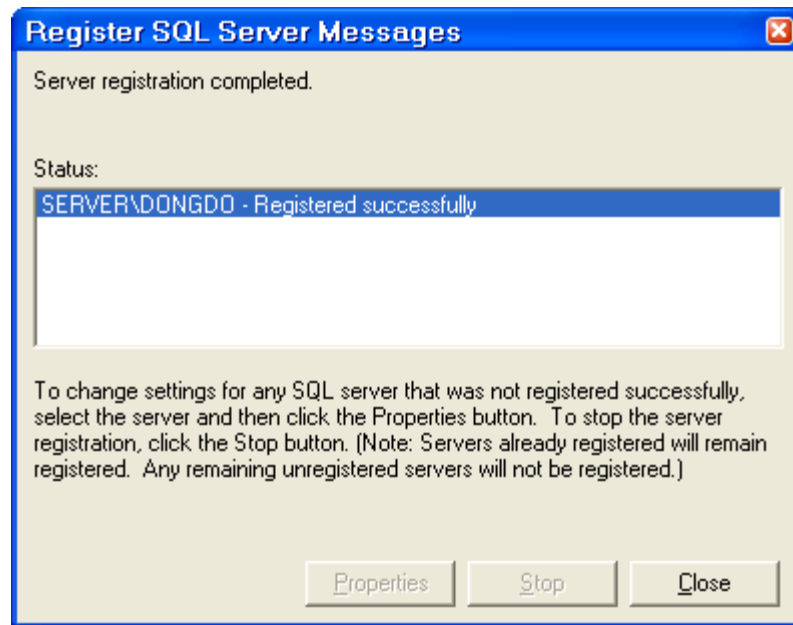 Register SQL Server Messages
Server registration completed.
Status:
SERVER\DONGDO - Registered successfully
To change settings for any SQL server that was not registered successfully,
select the server and then click the Properties button.  To stop the server
registration, click the Stop button. (Note: Servers already registered will remain
registered.  Any remaining unregistered servers will not be registered.)
Properties Stop Close